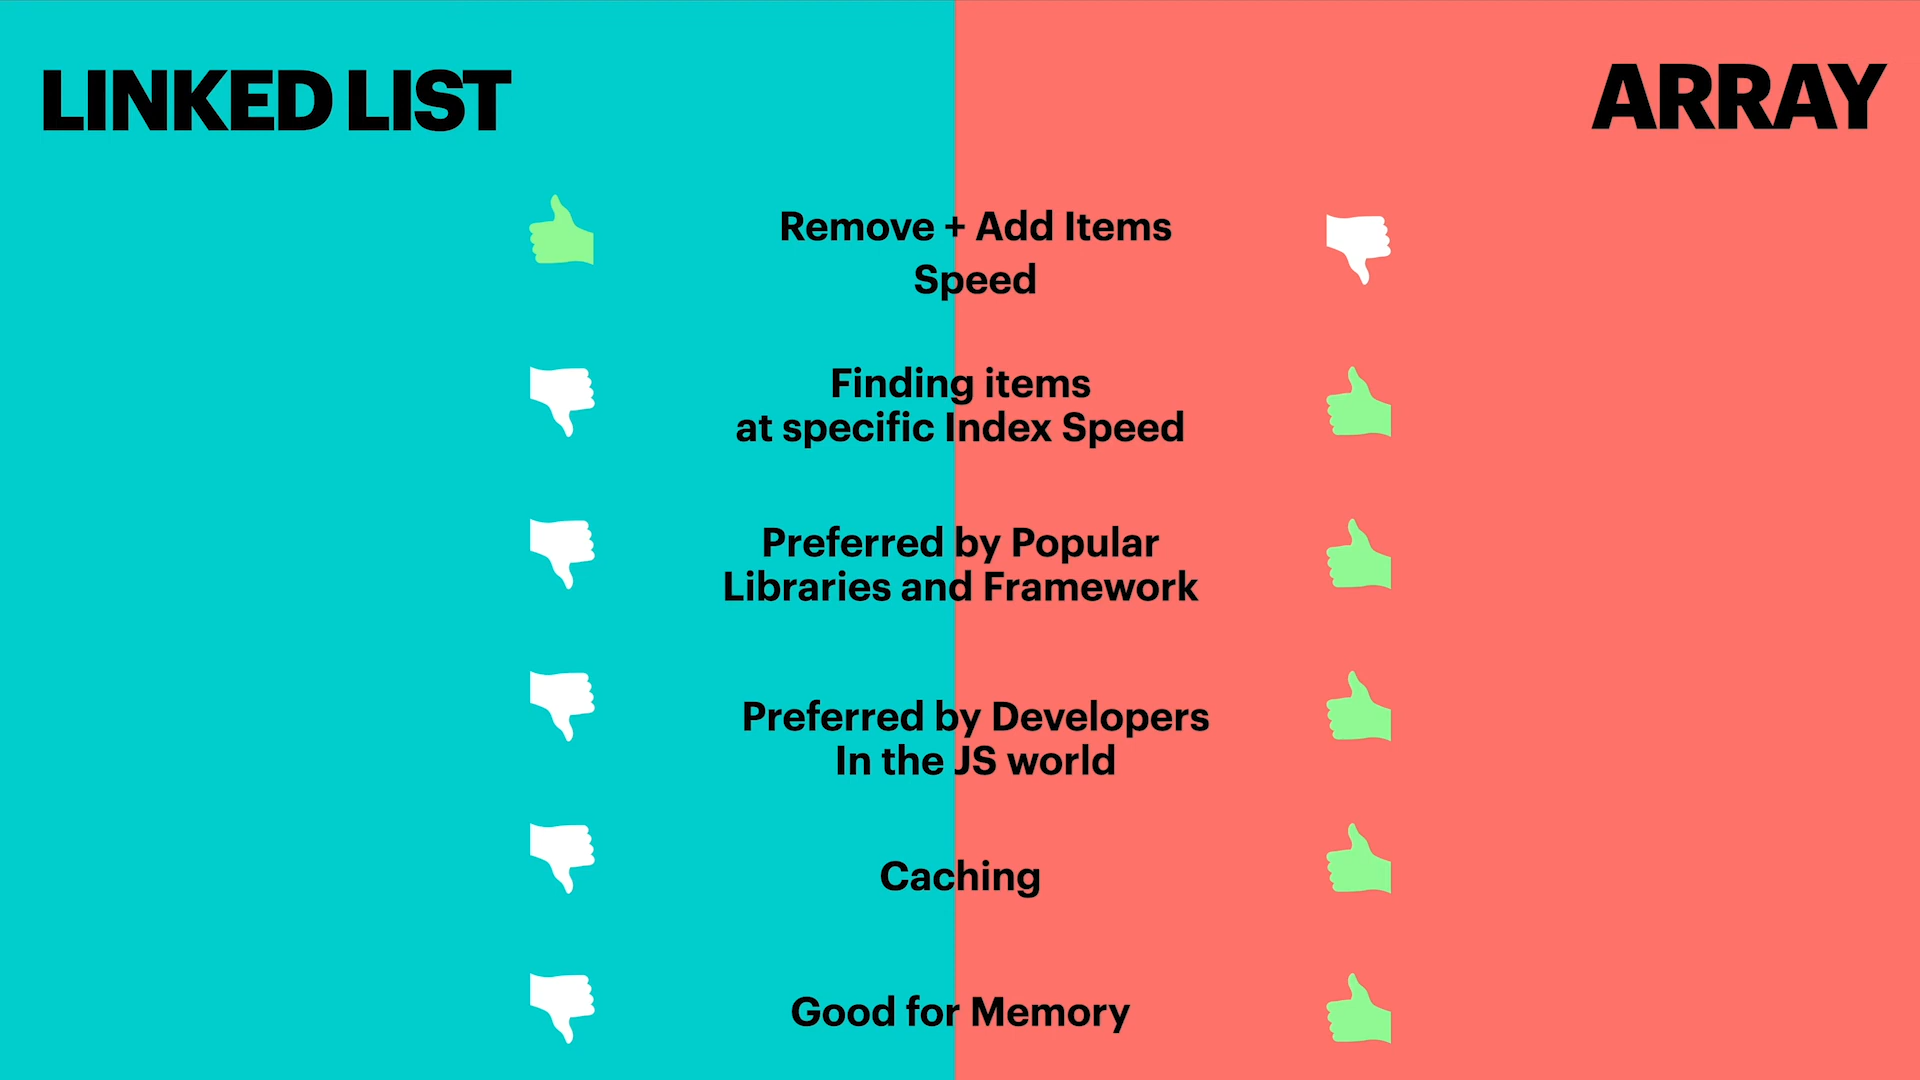 LINKED LIST
ARRAY
Remove + Add Items
Speed
Finding items
at specific Index Speed
Preferred by Popular
Libraries and Framework
Preferred by Developers
In the JS world
Caching
Good for Memory